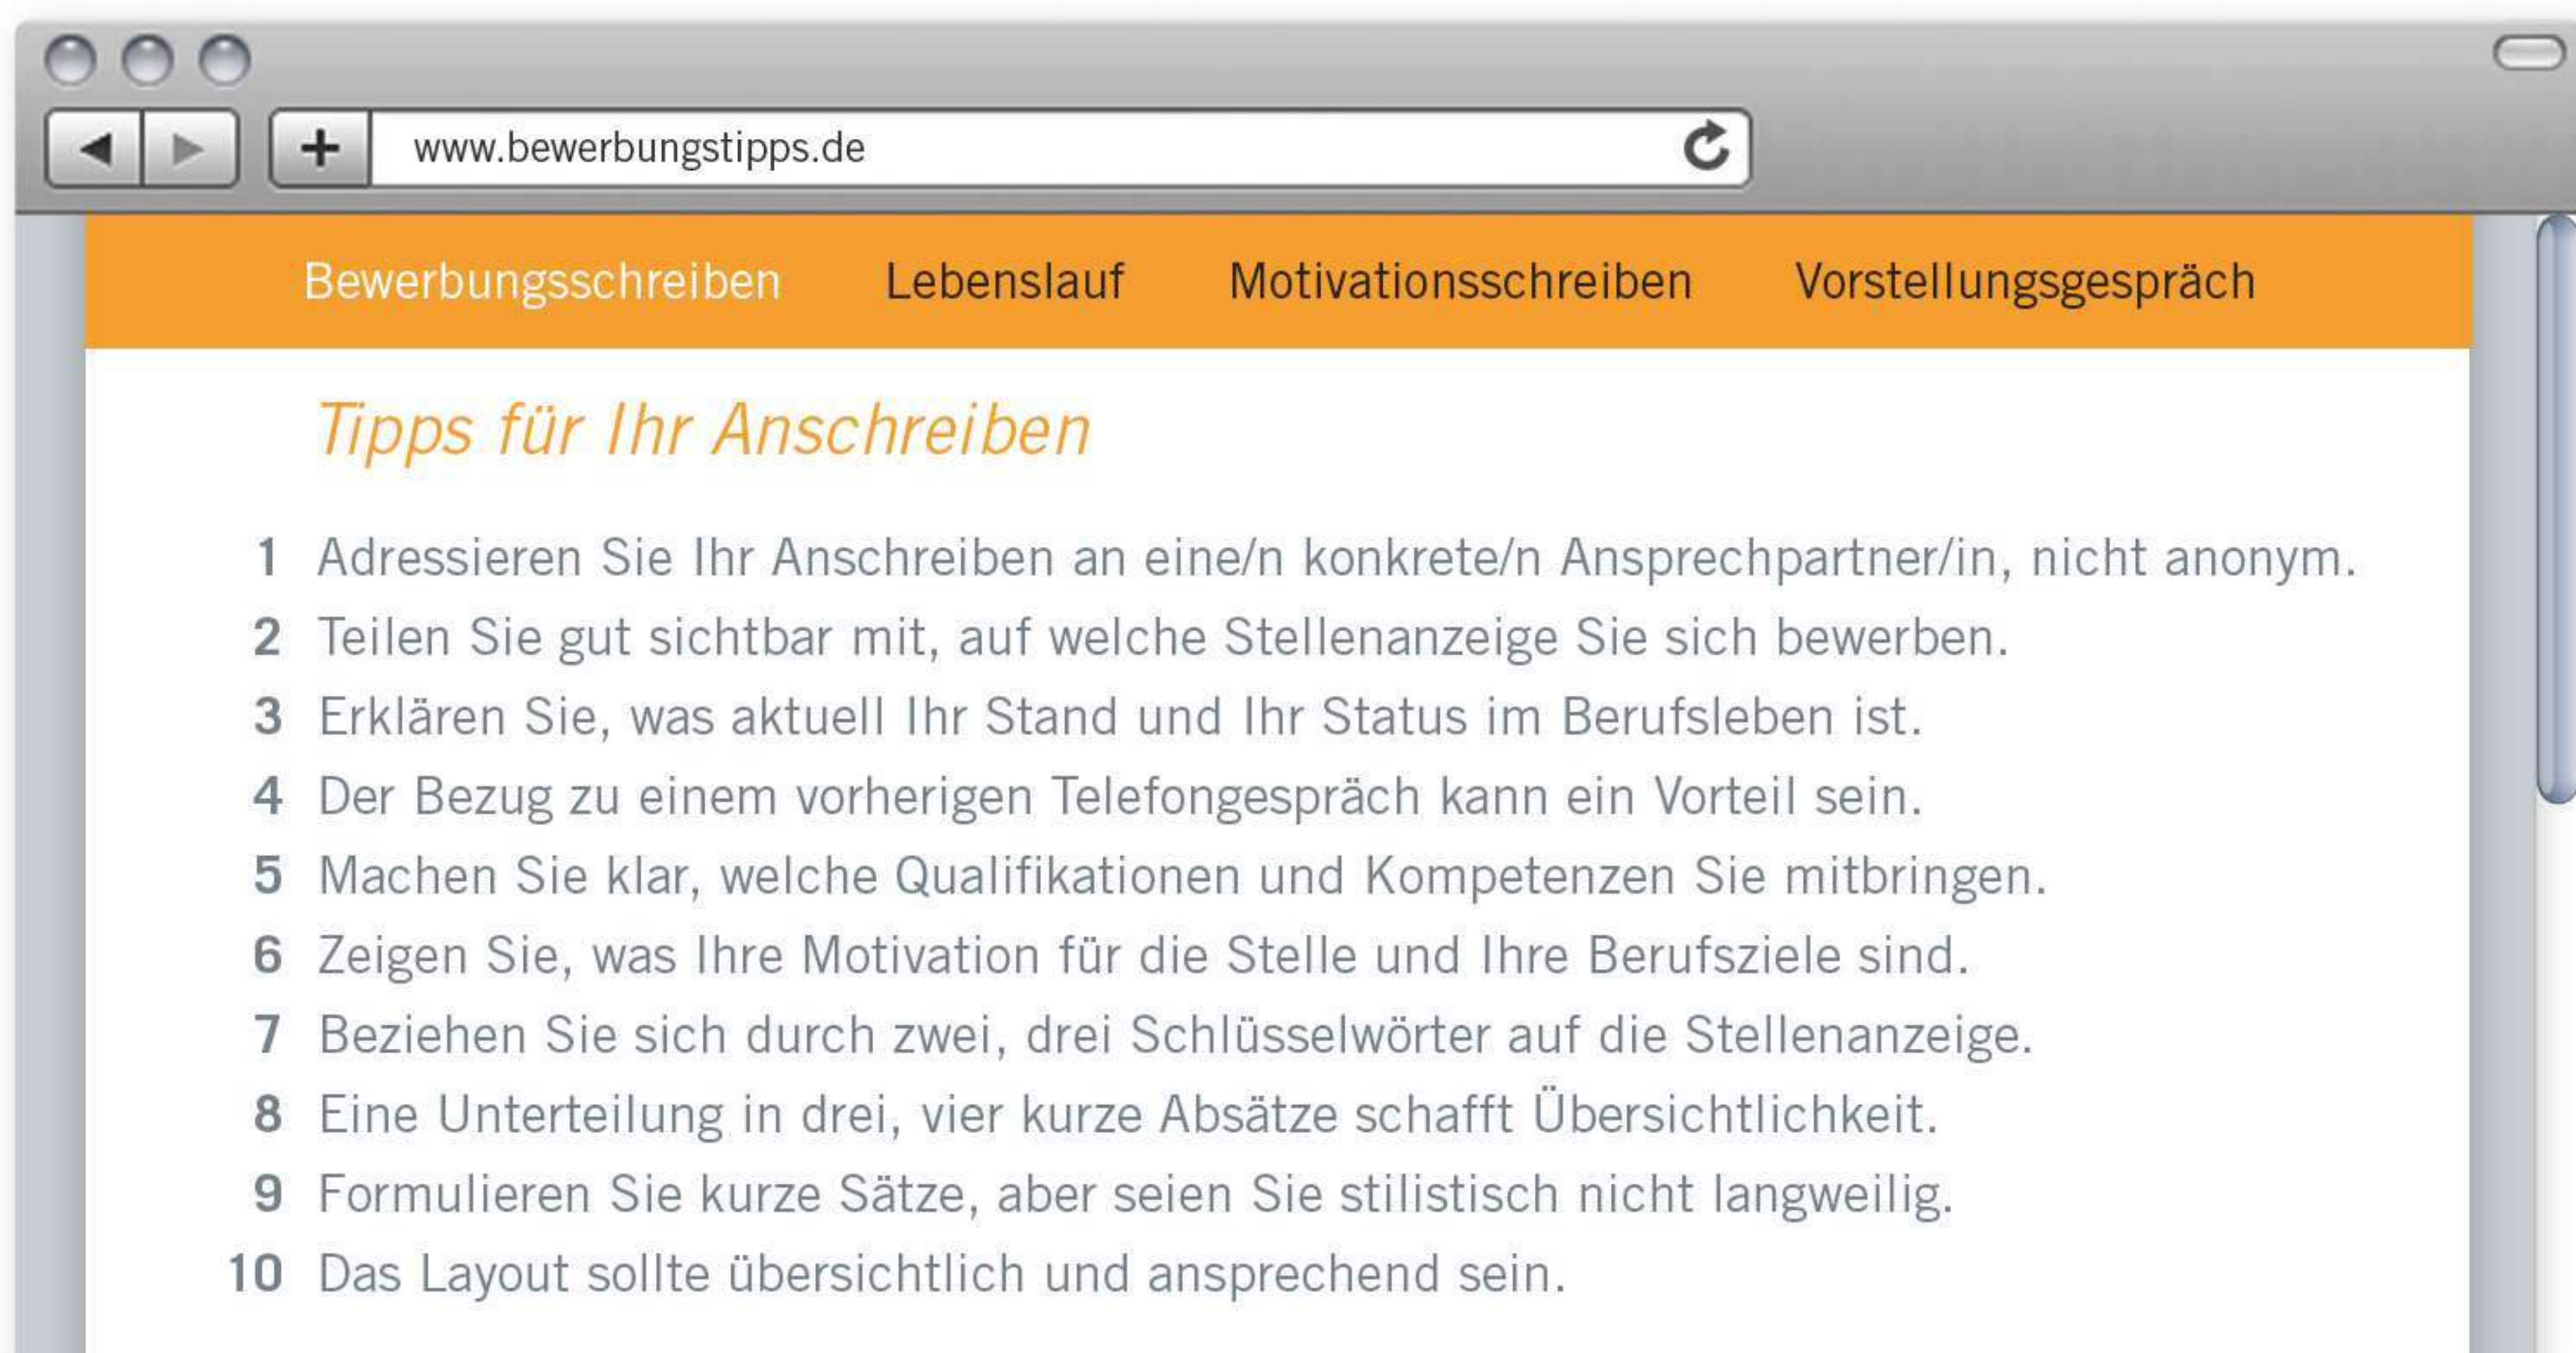 www.bewerbungstipps.de
Bewerbungsschreiben Lebenslauf Motivationsschreiben Vorstellungsgespräch
Tipps für Ihr Anschreiben
1 Adressieren Sie Ihr Anschreiben an eine/n konkrete/n Ansprechpartner/in, nicht anonym.
2 Teilen Sie gut sichtbar mit, auf welche Stellenanzeige Sie sich bewerben.
3 Erklären Sie, was aktuell Ihr Stand und Ihr Status im Berufsleben ist.
4 Der Bezug zu einem vorherigen Telefongespräch kann ein Vorteil sein.
5 Machen Sie klar, welche Qualifikationen und Kompetenzen Sie mitbringen.
6 Zeigen Sie, was Ihre Motivation für die Stelle und Ihre Berufsziele sind.
7 Beziehen Sie sich durch zwei, drei Schlüsselwörter auf die Stellenanzeige.
8 Eine Unterteilung in drei, vier kurze Absätze schafft Übersichtlichkeit.
9 Formulieren Sie kurze Sätze, aber seien Sie stilistisch nicht langweilig.
10 Das Layout sollte übersichtlich und ansprechend sein.